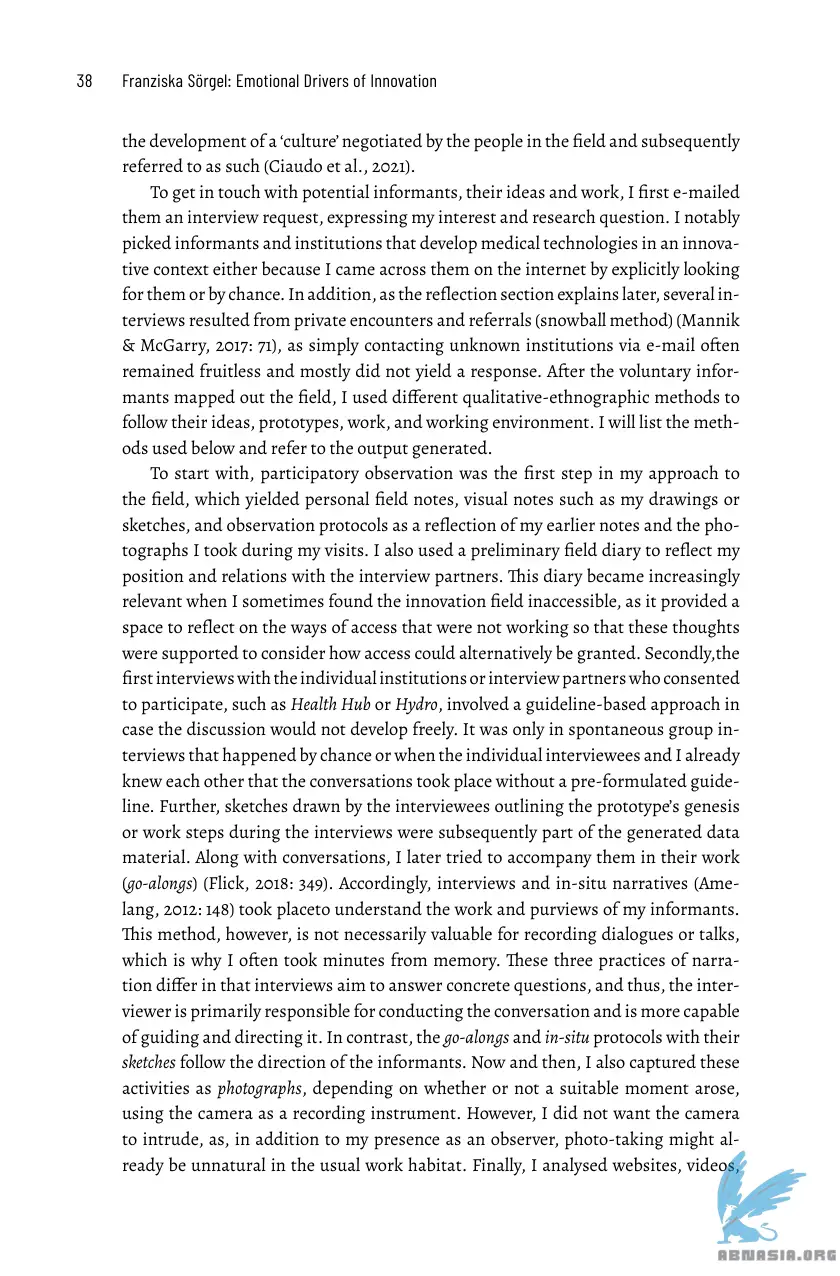 38 Franziska Sörgel: Emotional Drivers of Innovation
the development of a ‘culture’ negotiated by the people in the field and subsequently
referred to as such (Ciaudo et al., 2021).
To get in touch with potential informants, their ideas and work, I first e-mailed
them an interview request, expressing my interest and research question. I notably
picked informants and institutions that develop medical technologies in an innova-
tive context either because I came across them on the internet by explicitly looking
for them or by chance. In addition, as the reflection section explains later, several in-
terviews resulted from private encounters and referrals (snowball method) (Mannik
& McGarry, 2017: 71), as simply contacting unknown institutions via e-mail often
remained fruitless and mostly did not yield a response. After the voluntary infor-
mants mapped out the field, I used different qualitative-ethnographic methods to
follow their ideas, prototypes, work, and working environment. I will list the meth-
ods used below and refer to the output generated.
To start with, participatory observation was the first step in my approach to
the field, which yielded personal field notes, visual notes such as my drawings or
sketches, and observation protocols as a reflection of my earlier notes and the pho-
tographs I took during my visits. I also used a preliminary field diary to reflect my
position and relations with the interview partners. This diary became increasingly
relevant when I sometimes found the innovation field inaccessible, as it provided a
space to reflect on the ways of access that were not working so that these thoughts
were supported to consider how access could alternatively be granted. Secondly,the
first interviews with the individual institutions or interview partners who consented
to participate, such as Health Hub or Hydro, involved a guideline-based approach in
case the discussion would not develop freely. It was only in spontaneous group in-
terviews that happened by chance or when the individual interviewees and I already
knew each other that the conversations took place without a pre-formulated guide-
line. Further, sketches drawn by the interviewees outlining the prototype’s genesis
or work steps during the interviews were subsequently part of the generated data
material. Along with conversations, I later tried to accompany them in their work
(go-alongs) (Flick, 2018: 349). Accordingly, interviews and in-situ narratives (Ame-
lang, 2012: 148) took placeto understand the work and purviews of my informants.
This method, however, is not necessarily valuable for recording dialogues or talks,
which is why I often took minutes from memory. These three practices of narra-
tion differ in that interviews aim to answer concrete questions, and thus, the inter-
viewer is primarily responsible for conducting the conversation and is more capable
of guiding and directing it. In contrast, the go-alongs and in-situ protocols with their
sketches follow the direction of the informants. Now and then, I also captured these
activities as photographs, depending on whether or not a suitable moment arose,
using the camera as a recording instrument. However, I did not want the camera
to intrude, as, in addition to my presence as an observer, photo-taking might al-
ready be unnatural in the usual work habitat. Finally, I analysed websites, videos,
ABNASIA.ORG